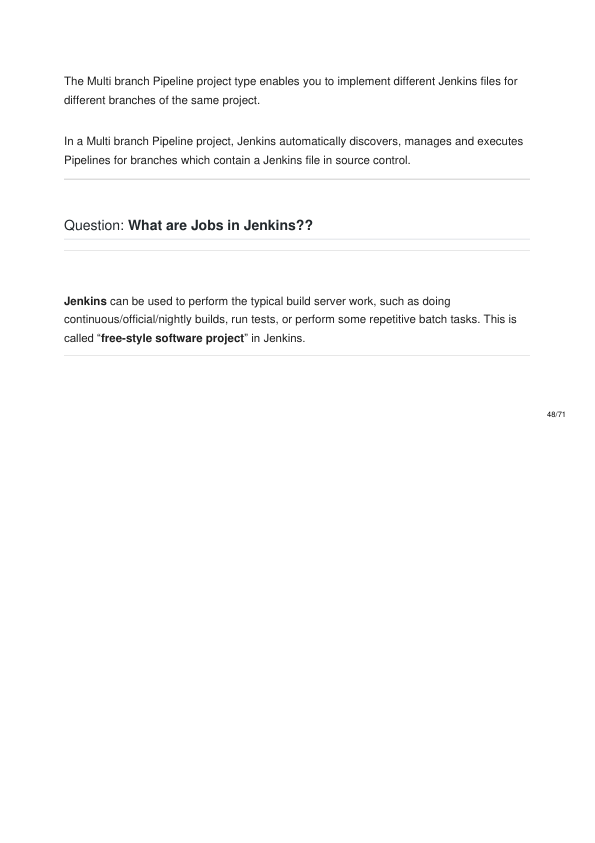 The Multi branch Pipeline project type enables you to implement different Jenkins files for
different branches of the same project.
In a Multi branch Pipeline project, Jenkins automatically discovers, manages and executes
Pipelines for branches which contain a Jenkins file in source control.
Question: What are Jobs in Jenkins??
Jenkins can be used to perform the typical build server work, such as doing
continuous/official/nightly builds, run tests, or perform some repetitive batch tasks. This is
called “free-style software project” in Jenkins.
48/71